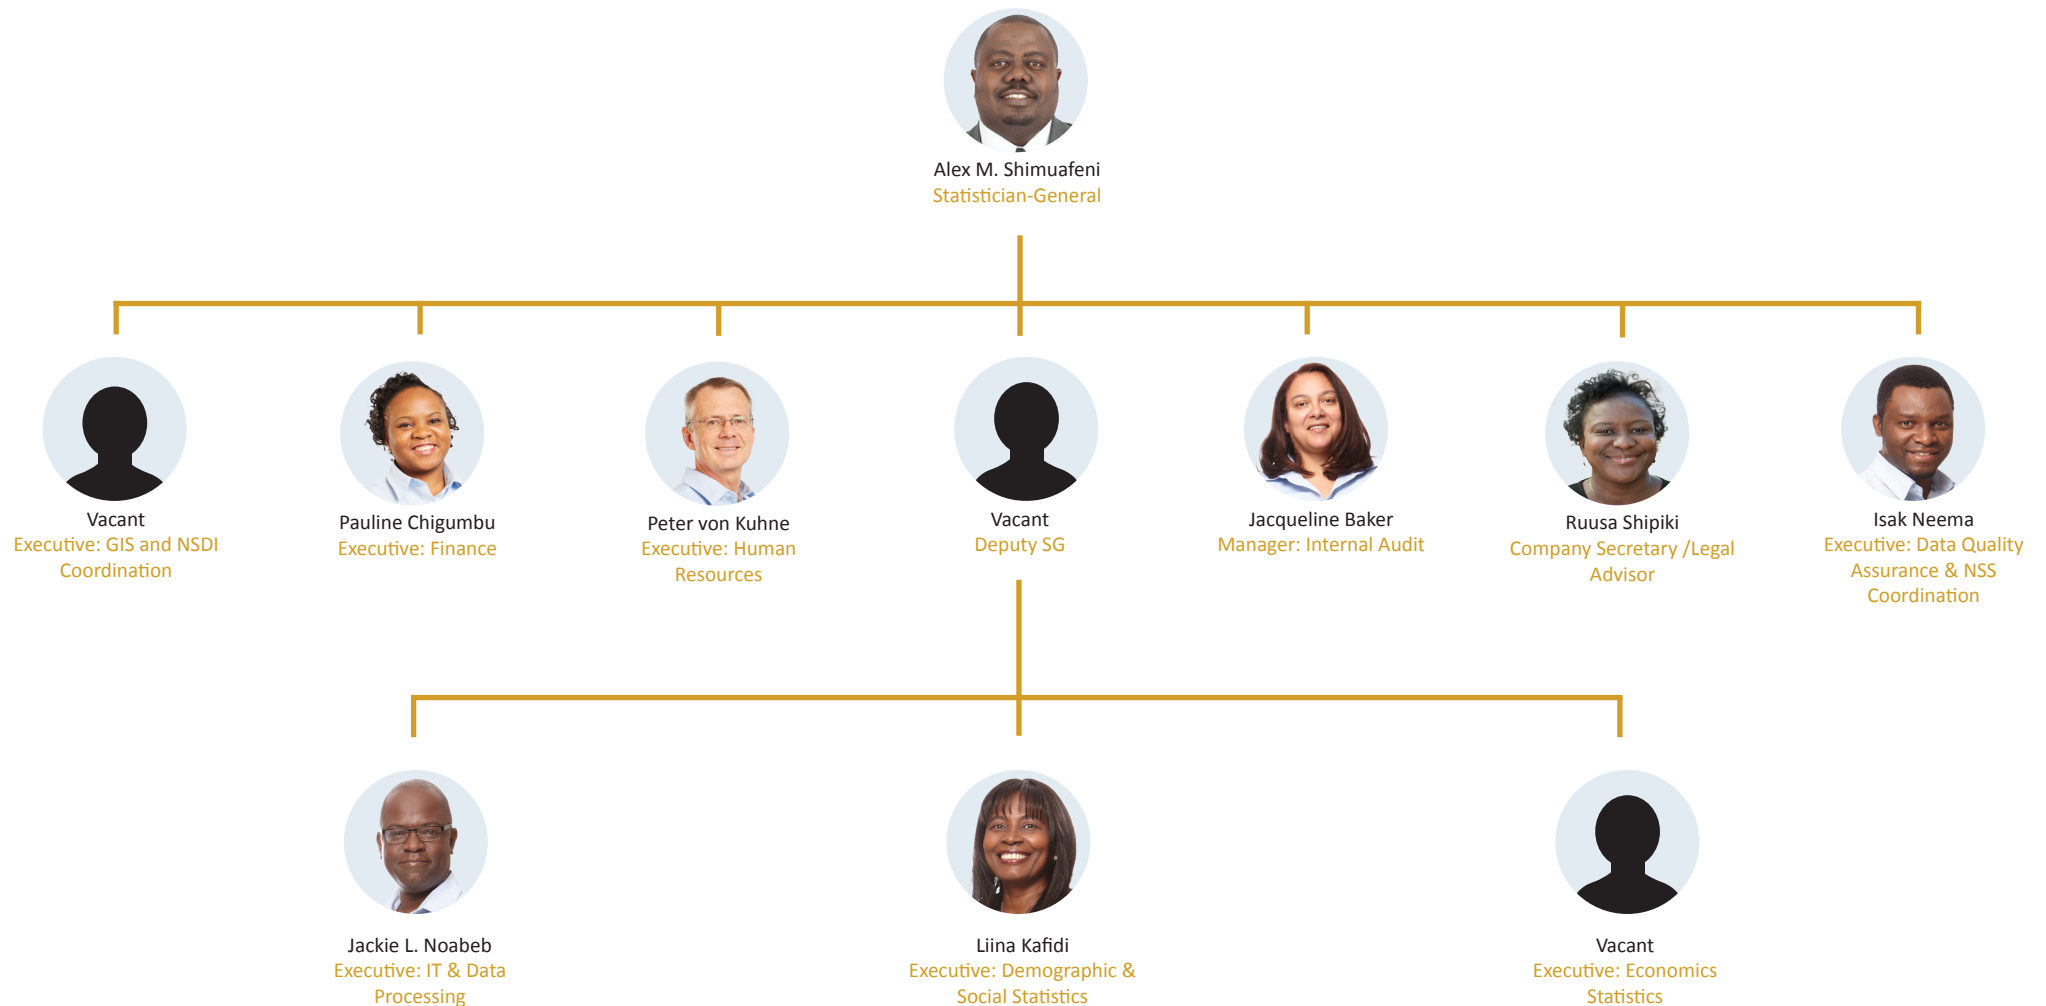 Alex M. Shimuafeni
Statistician-General
Vacant
Executive: GIS and NSDI
Coordination
Pauline Chigumbu
Executive: Finance
Peter von Kuhne
Executive: Human
Resources
Vacant
Deputy SG
Jacqueline Baker
Manager: Internal Audit
Ruusa Shipiki
Company Secretary /Legal
Advisor
Isak Neema
Executive: Data Quality
Assurance & NSS
Coordination
Jackie L. Noabeb
Executive: IT & Data
Processing
Liina Kafidi
Executive: Demographic &
Social Statistics
Vacant
Executive: Economics
Statistics